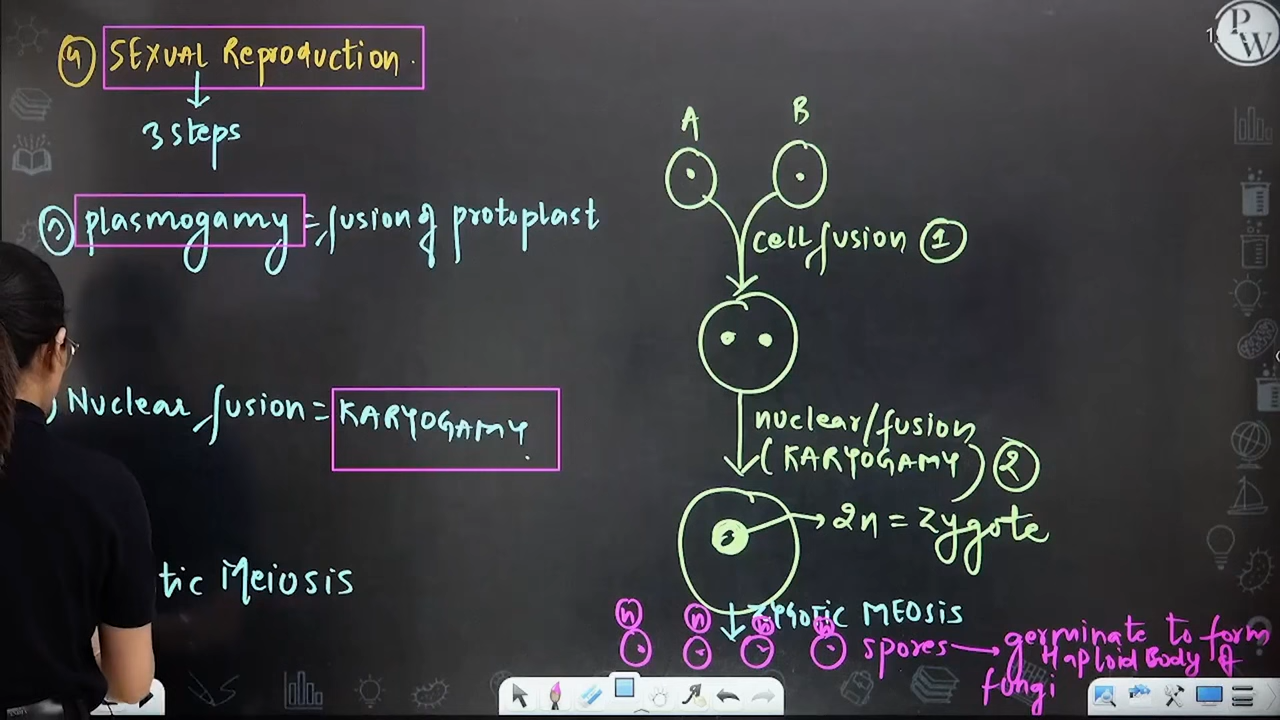 4 SEXUAL Reproduction.
3 steps
plasmogamy = fusion of protoplast
Nuclear fusion = KARYOGAMY.
tic Meiosis
A B
cell fusion 1
nuclear/fusion
(KARYOGAMY) 2
2n = Zygote
ZYGOTIC MEOSIS
n n n n
spores germinate to form
Haploid Body of
fungi
PW